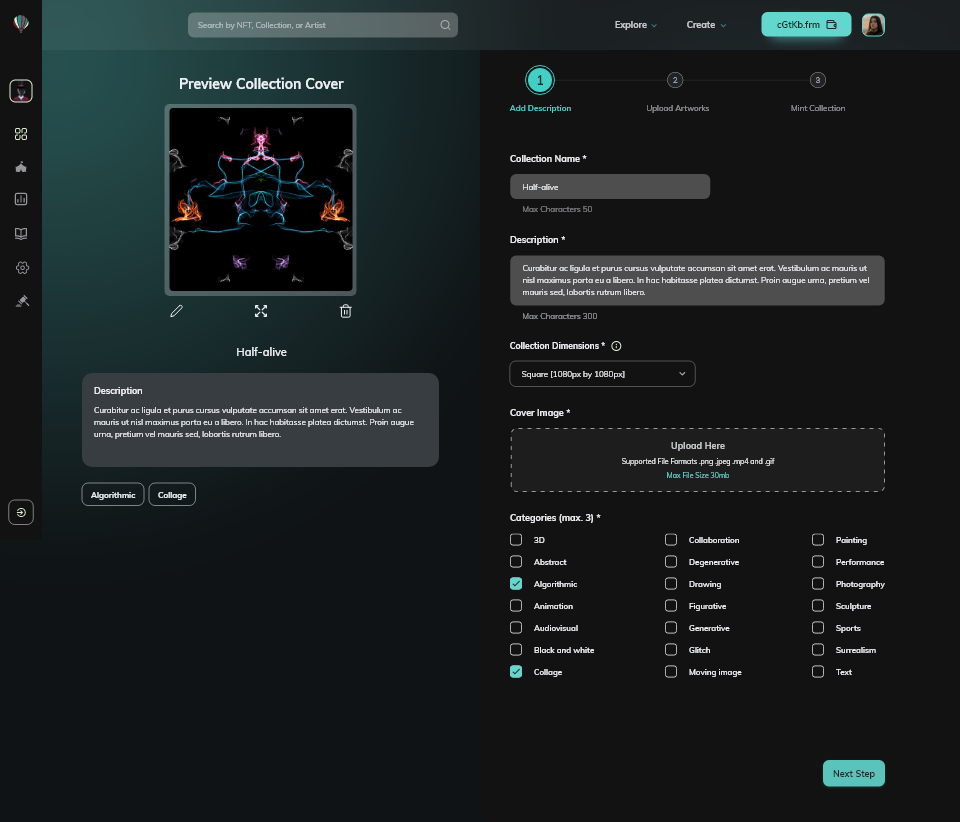 Search by NFT, Collection, or Artist
Explore
Create
cGtKb.frm
Preview Collection Cover
Half-alive
Description
Curabitur ac ligula et purus cursus vulputate accumsan sit amet erat. Vestibulum ac
mauris ut nisl maximus porta eu a libero. In hac habitasse platea dictumst. Proin augue
urna, pretium vel mauris sed, lobortis rutrum libero.
Algorithmic
Collage
1
2
3
Add Description
Upload Artworks
Mint Collection
Collection Name *
Half-alive
Max Characters 50
Description *
Curabitur ac ligula et purus cursus vulputate accumsan sit amet erat. Vestibulum ac mauris ut
nisl maximus porta eu a libero. In hac habitasse platea dictumst. Proin augue urna, pretium vel
mauris sed, lobortis rutrum libero.
Max Characters 300
Collection Dimensions *
Square [1080px by 1080px]
Cover Image *
Upload Here
Supported File Formats .png .jpeg .mp4 and .gif
Max File Size 30mb
Categories (max. 3) *
3D
Abstract
Algorithmic
Animation
Audiovisual
Black and white
Collage
Collaboration
Degenerative
Drawing
Figurative
Generative
Glitch
Moving image
Painting
Performance
Photography
Sculpture
Sports
Surrealism
Text
Next Step